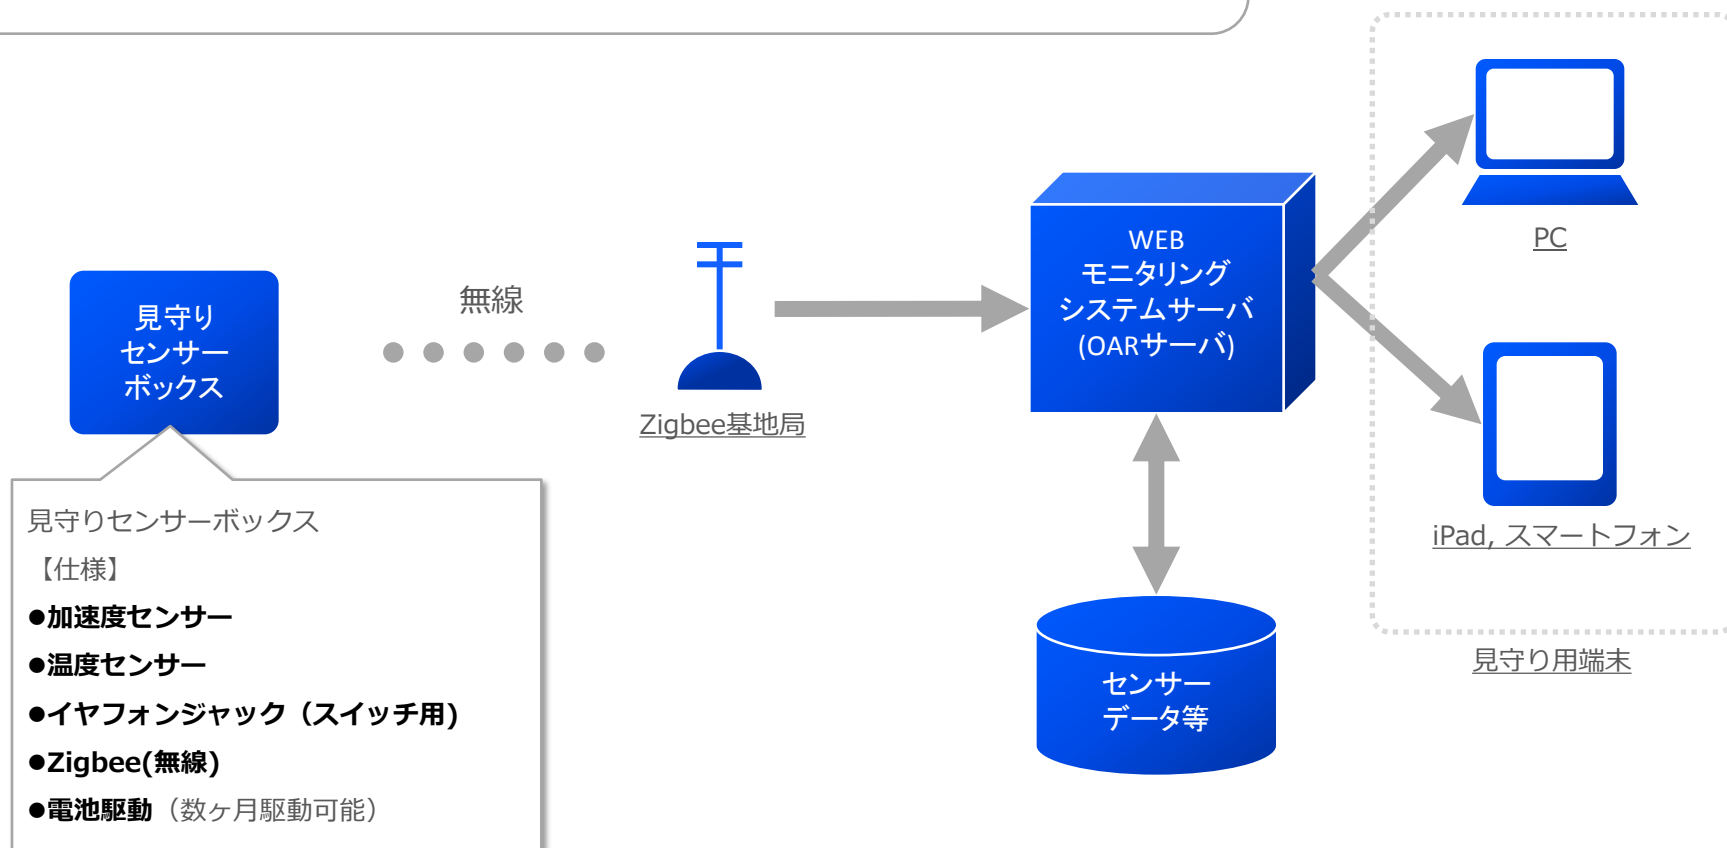 見守り
センサー
ボックス
無線
Zigbee基地局
WEB
モニタリング
システムサーバ
(OARサーバ)
センサー
データ等
PC
iPad, スマートフォン
見守り用端末
見守りセンサーボックス
【仕様】
●加速度センサー
●温度センサー
●イヤフォンジャック（スイッチ用)
●Zigbee(無線)
●電池駆動（数ヶ月駆動可能）